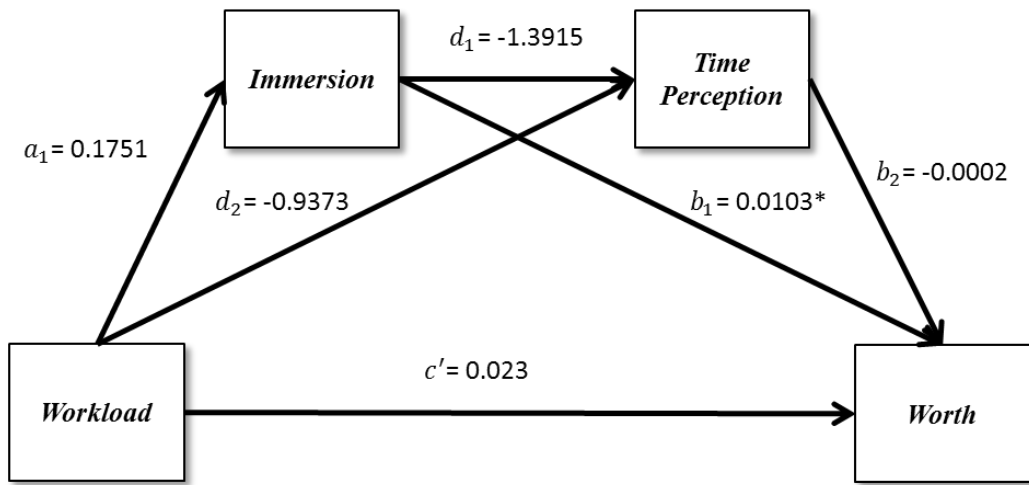 d₁ = -1.3915
Immersion
Time
Perception
a₁ = 0.1751
d₂ = -0.9373
b₁ = 0.0103*
b₂ = -0.0002
c′ = 0.023
Workload
Worth